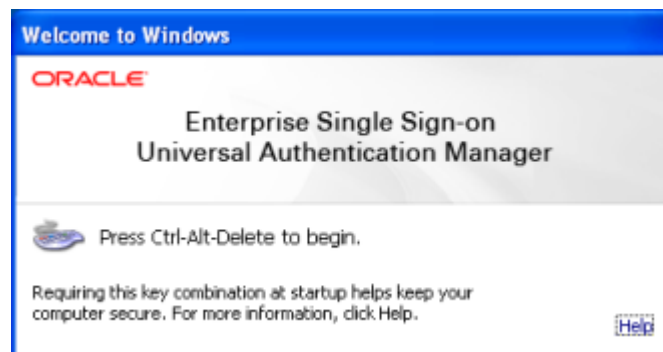 Welcome to Windows
ORACLE
Enterprise Single Sign-on
Universal Authentication Manager
Press Ctrl-Alt-Delete to begin.
Requiring this key combination at startup helps keep your
computer secure. For more information, click Help.
Help